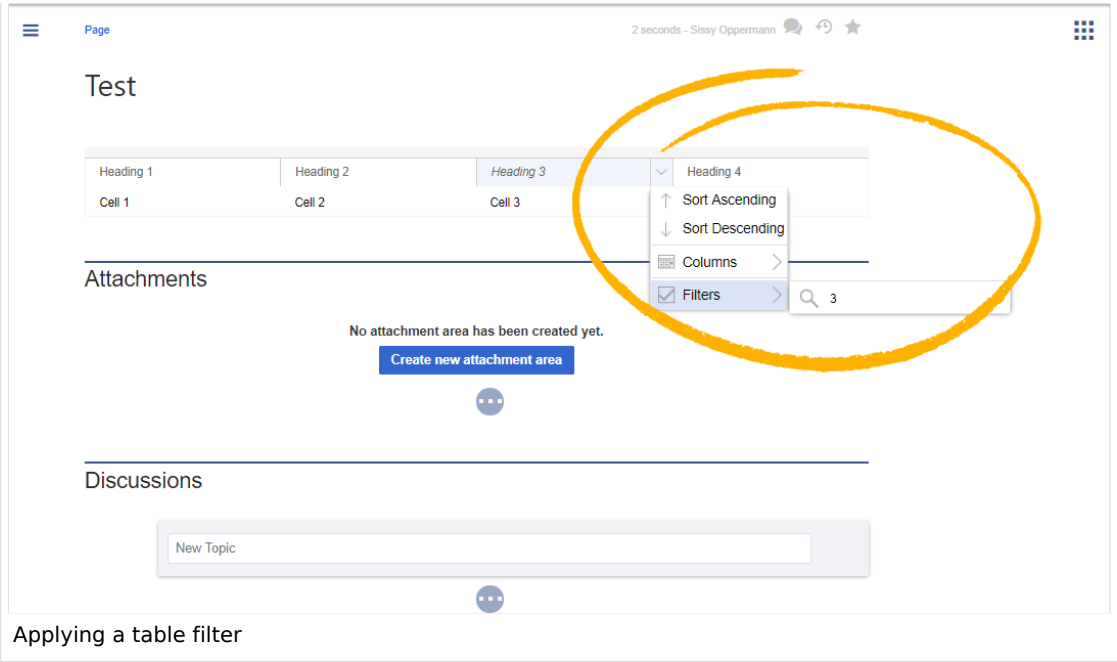 Page
2 seconds - Sissy Oppermann
Test
Heading 1 Heading 2 Heading 3 Heading 4
Cell 1 Cell 2 Cell 3
Sort Ascending
Sort Descending
Columns
Filters 3
Attachments
No attachment area has been created yet.
Create new attachment area
Discussions
New Topic
Applying a table filter